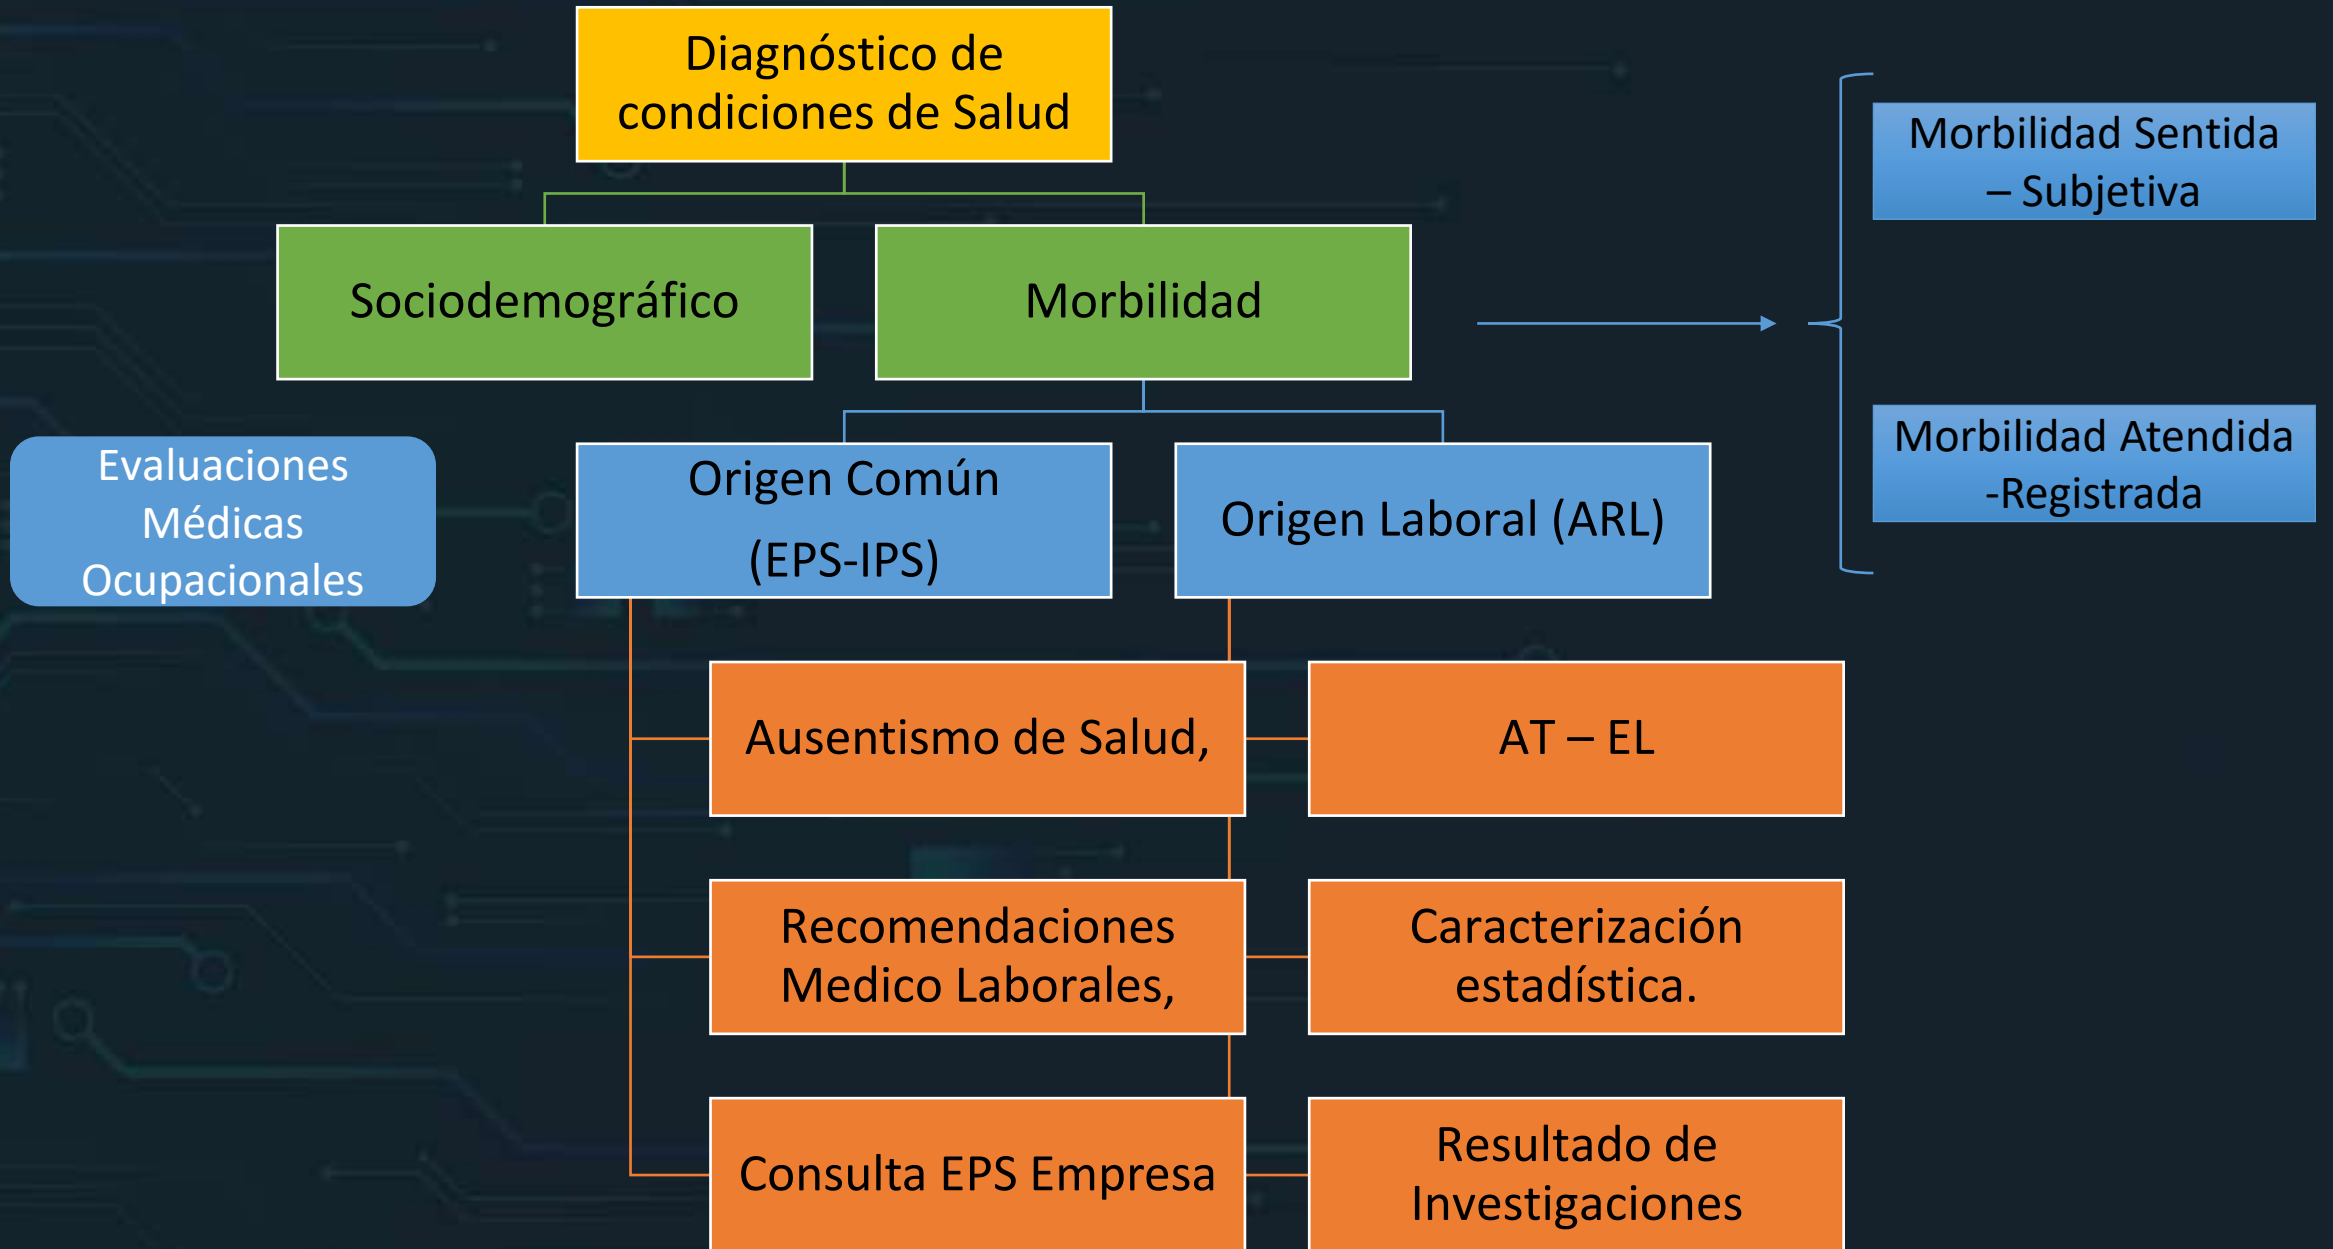 Diagnóstico de
condiciones de Salud
Sociodemográfico
Morbilidad
Morbilidad Sentida
– Subjetiva
Morbilidad Atendida
-Registrada
Evaluaciones
Médicas
Ocupacionales
Origen Común
(EPS-IPS)
Origen Laboral (ARL)
Ausentismo de Salud,
AT – EL
Recomendaciones
Medico Laborales,
Caracterización
estadística.
Consulta EPS Empresa
Resultado de
Investigaciones